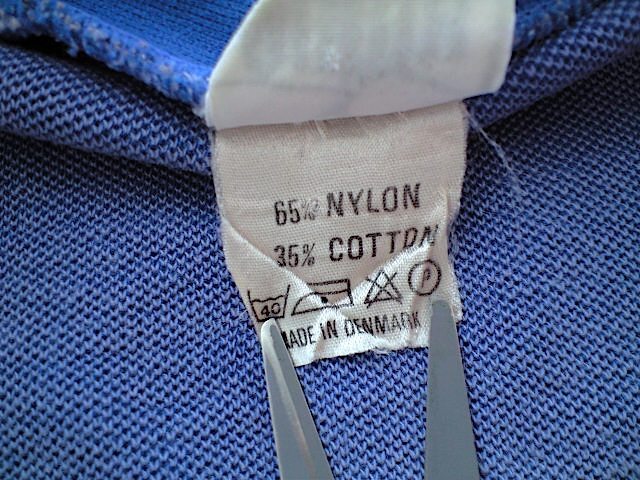 65% NYLON
35% COTTON
40 P
MADE IN DENMARK